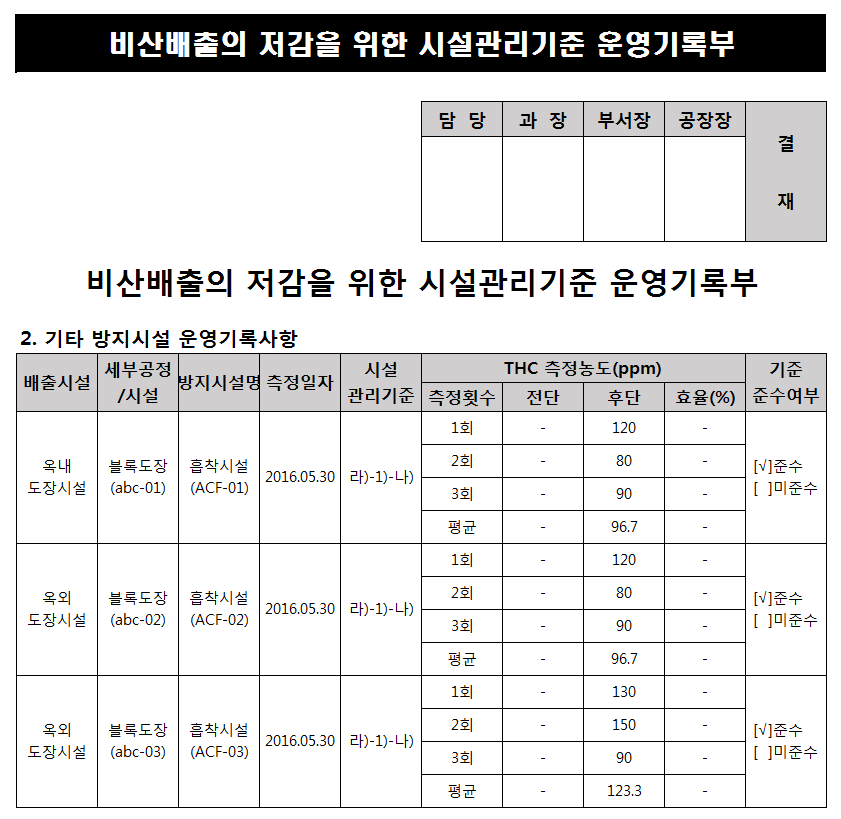 비산배출의 저감을 위한 시설관리기준 운영기록부
담 당 과 장 부서장 공장장 결
재
비산배출의 저감을 위한 시설관리기준 운영기록부
2. 기타 방지시설 운영기록사항
배출시설 세부공정 /시설 방지시설명 측정일자 시설 관리기준 THC 측정농도(ppm) 기준 준수여부
측정횟수 전단 후단 효율(%)
옥내 도장시설 블록도장 (abc-01) 흡착시설 (ACF-01) 2016.05.30 라)-1)-나) 1회 - 120 - [√]준수 [ ]미준수
2회 - 80 -
3회 - 90 -
평균 - 96.7 -
옥외 도장시설 블록도장 (abc-02) 흡착시설 (ACF-02) 2016.05.30 라)-1)-나) 1회 - 120 - [√]준수 [ ]미준수
2회 - 80 -
3회 - 90 -
평균 - 96.7 -
옥외 도장시설 블록도장 (abc-03) 흡착시설 (ACF-03) 2016.05.30 라)-1)-나) 1회 - 130 - [√]준수 [ ]미준수
2회 - 150 -
3회 - 90 -
평균 - 123.3 -